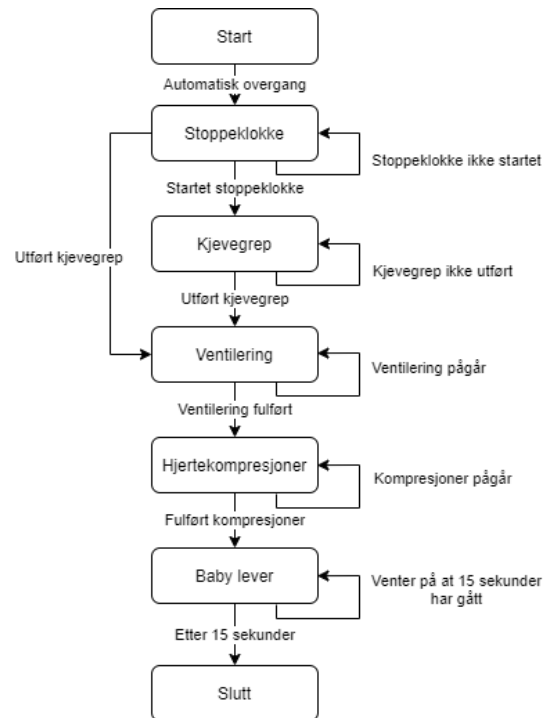 Start
Automatisk overgang
Stoppeklokke
Stoppeklokke ikke startet
Startet stoppeklokke
Kjevegrep
Utført kjevegrep
Kjevegrep ikke utført
Utført kjevegrep
Ventilering
Ventilering pågår
Ventilering fulført
Hjertekompresjoner
Kompresjoner pågår
Fulført kompresjoner
Baby lever
Venter på at 15 sekunder
har gått
Etter 15 sekunder
Slutt